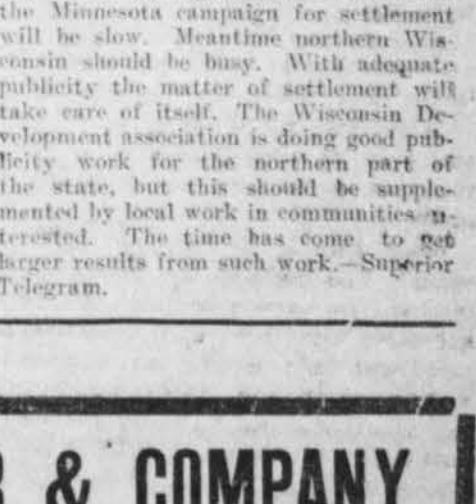 the Minnesota campaign for settlement
will be slow. Meantime northern Wis-
consin should be busy. With adequate
publicity the matter of settlement will
take care of itself. The Wisconsin De-
velopment association is doing good pub-
licity work for the northern part of
the state, but this should be supple-
mented by local work in communities
terested. The time has come to get
larger results from such work.—Superior
Telegram.
& COMPANY